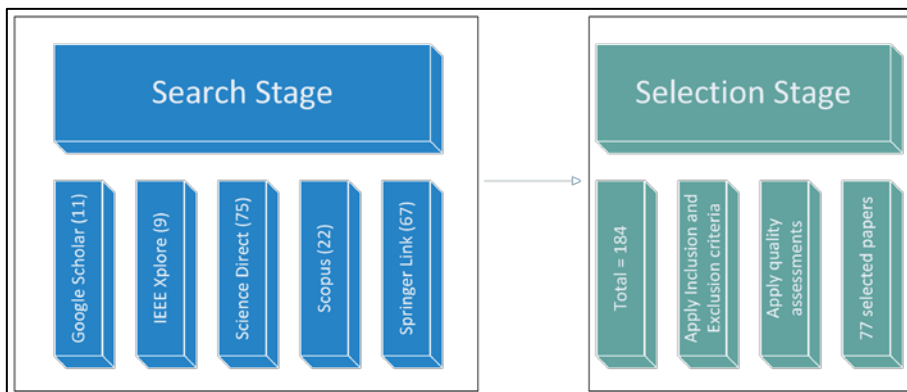 Search Stage
Google Scholar (11)
IEEE Xplore (9)
Science Direct (75)
Scopus (22)
Springer Link (67)
Selection Stage
Total = 184
Apply Inclusion and
Exclusion criteria
Apply quality
assessments
77 selected papers